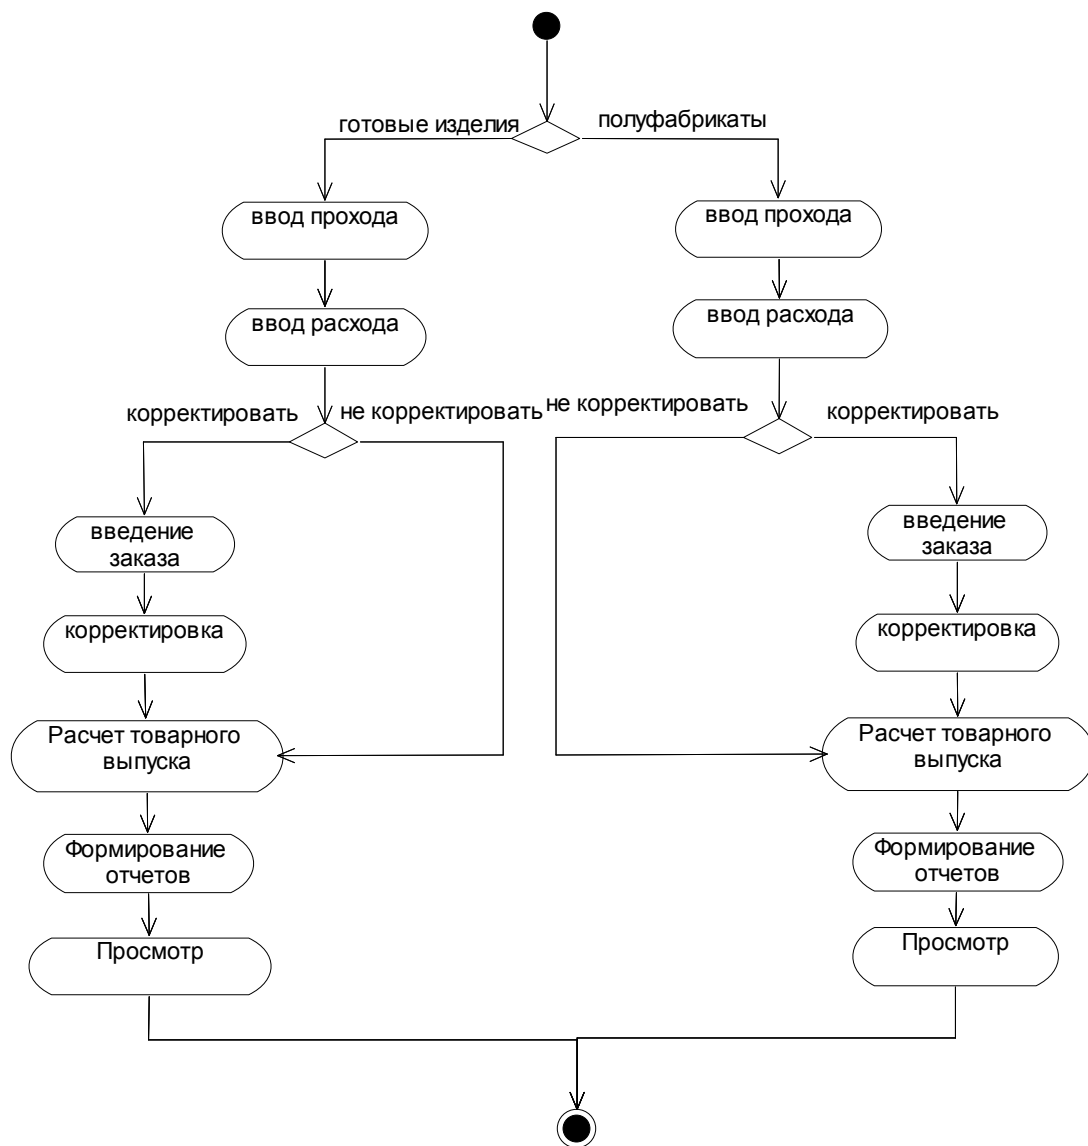 готовые изделия
полуфабрикаты
ввод прохода
ввод прохода
ввод расхода
ввод расхода
корректировать
не корректировать
не корректировать
корректировать
введение
заказа
введение
заказа
корректировка
корректировка
Расчет товарного
выпуска
Расчет товарного
выпуска
Формирование
отчетов
Формирование
отчетов
Просмотр
Просмотр